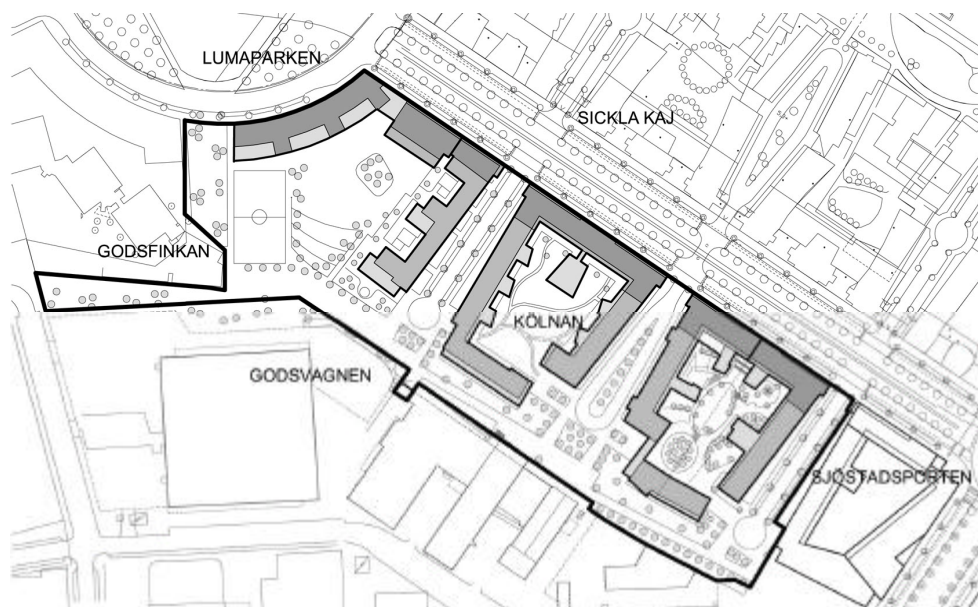 LUMAPARKEN
SICKLA KAJ
GODSFINKAN
KÖLNAN
GODSVAGNEN
SJÖSTADSPORTEN